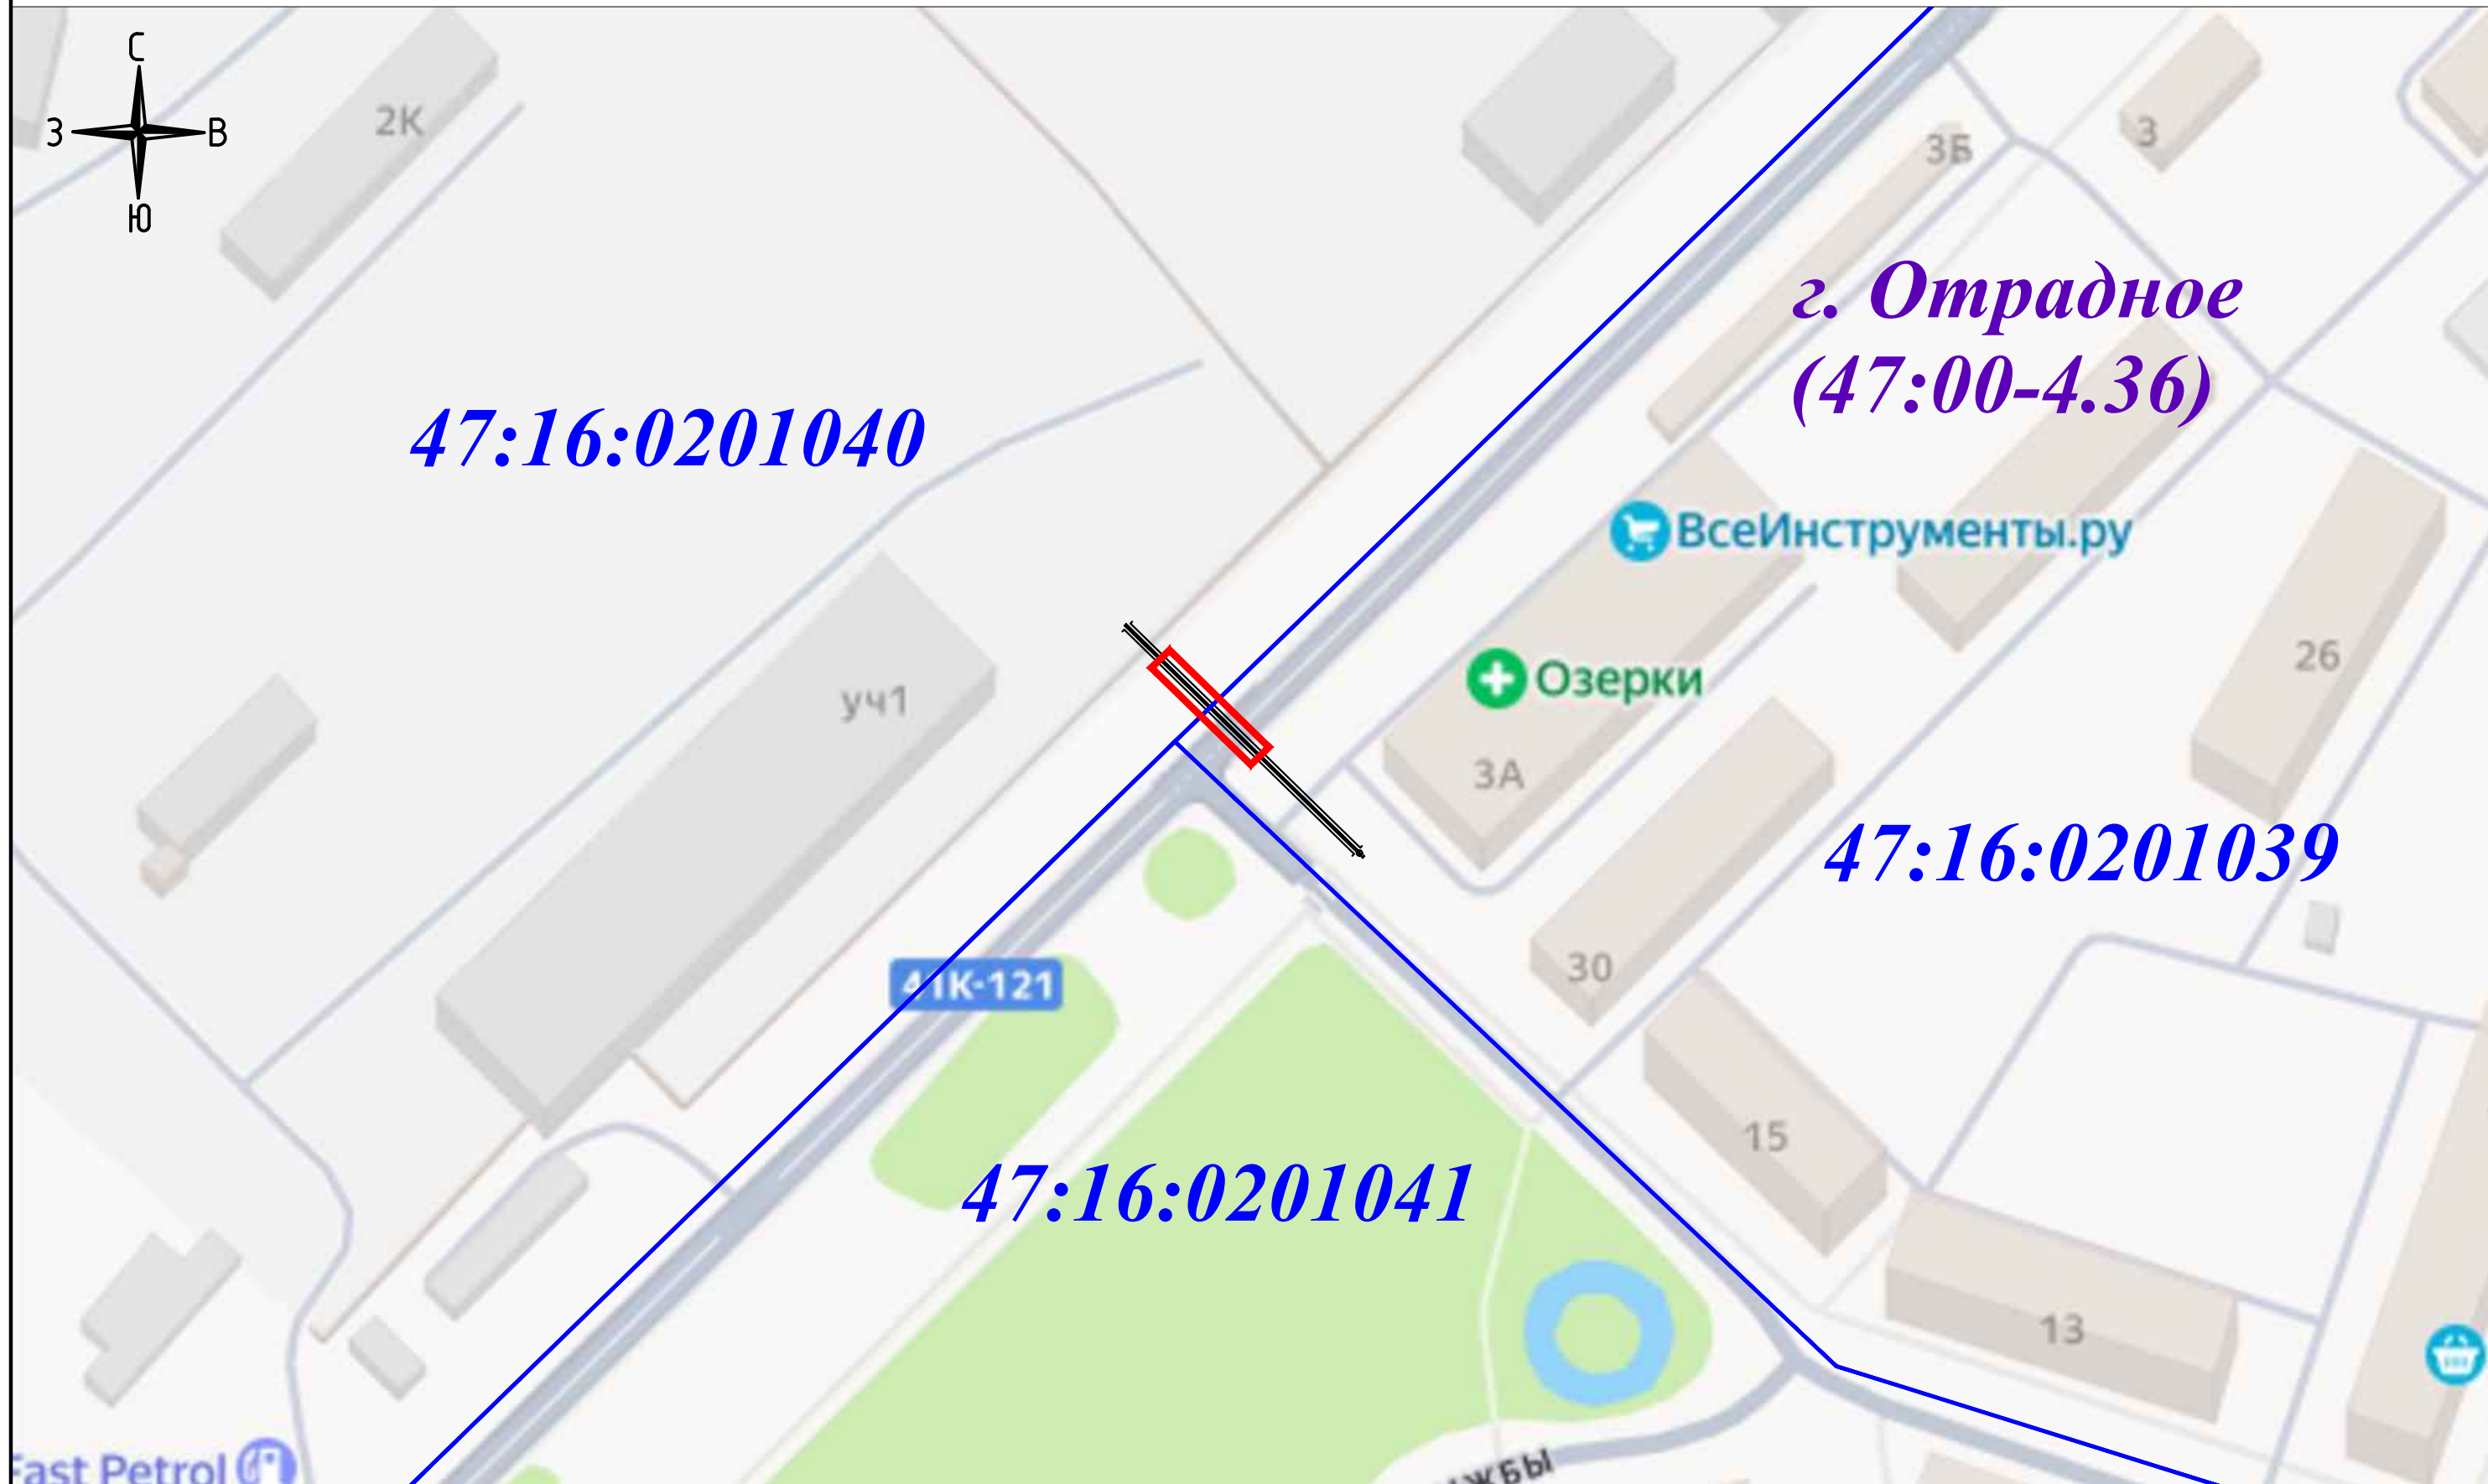 С
З
В
Ю
2К
3Б
3
г. Отрадное
(47:00-4.36)
47:16:0201040
ВсеИнструменты.ру
Озерки
26
уч1
3А
47:16:0201039
30
41К-121
15
47:16:0201041
13
Fast Petrol